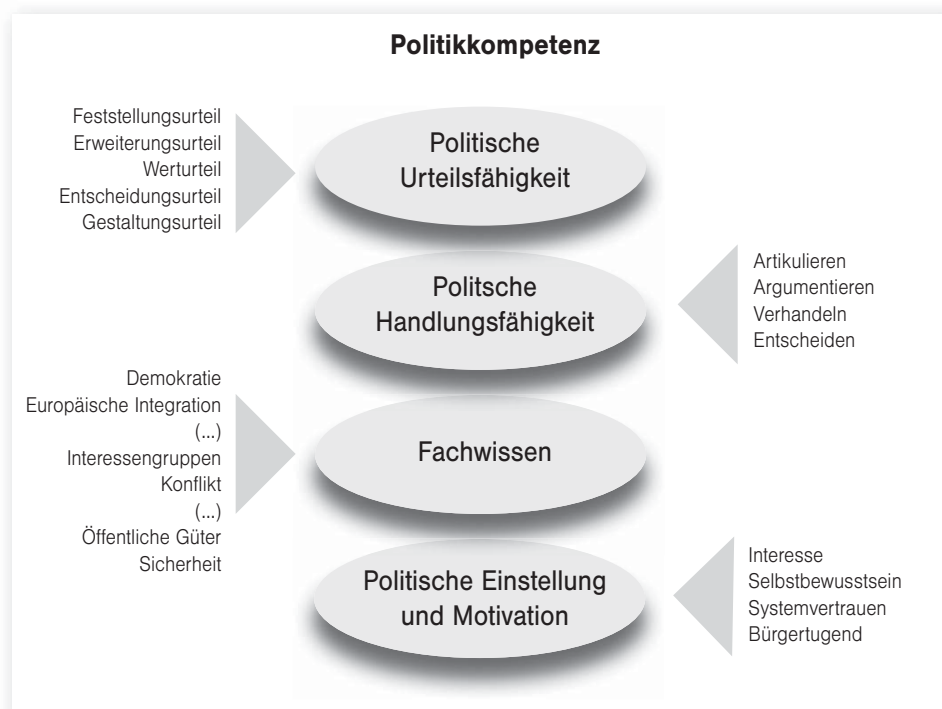 Politikkompetenz
Feststellungsurteil
Erweiterungsurteil
Werturteil
Entscheidungsurteil
Gestaltungsurteil
Politische
Urteilsfähigkeit
Politsche
Handlungsfähigkeit
Artikulieren
Argumentieren
Verhandeln
Entscheiden
Demokratie
Europäische Integration
(...)
Interessengruppen
Konflikt
(...)
Öffentliche Güter
Sicherheit
Fachwissen
Politische Einstellung
und Motivation
Interesse
Selbstbewusstsein
Systemvertrauen
Bürgertugend